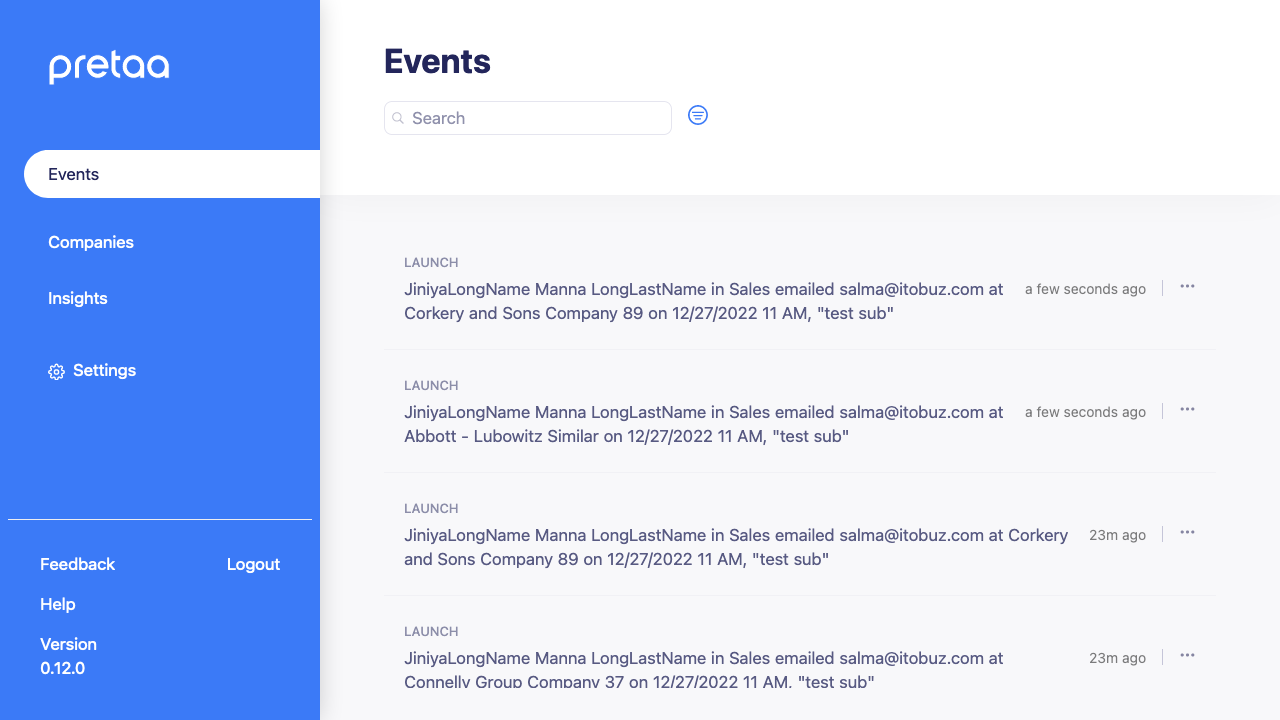 pretaa
Events
Companies
Insights
Settings
Feedback
Logout
Help
Version
0.12.0
Events
Search
LAUNCH
JiniyaLongName Manna LongLastName in Sales emailed salma@itobuz.com at
Corkery and Sons Company 89 on 12/27/2022 11 AM, "test sub"
a few seconds ago
LAUNCH
JiniyaLongName Manna LongLastName in Sales emailed salma@itobuz.com at
Abbott - Lubowitz Similar on 12/27/2022 11 AM, "test sub"
a few seconds ago
LAUNCH
JiniyaLongName Manna LongLastName in Sales emailed salma@itobuz.com at Corkery
and Sons Company 89 on 12/27/2022 11 AM, "test sub"
23m ago
LAUNCH
JiniyaLongName Manna LongLastName in Sales emailed salma@itobuz.com at
Connelly Group Company 37 on 12/27/2022 11 AM, "test sub"
23m ago